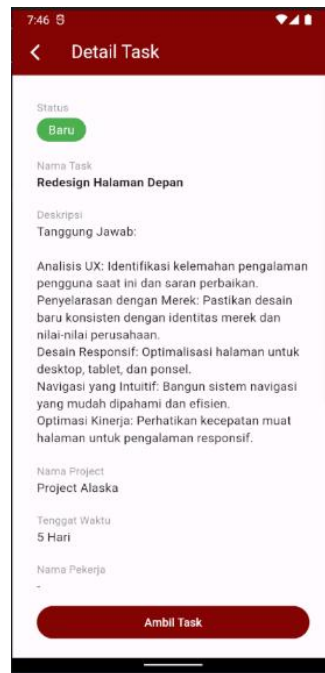 7:46
Detail Task
Status
Baru
Nama Task
Redesign Halaman Depan
Deskripsi
Tanggung Jawab:
Analisis UX: Identifikasi kelemahan pengalaman
pengguna saat ini dan saran perbaikan.
Penyelarasan dengan Merek: Pastikan desain
baru konsisten dengan identitas merek dan
nilai-nilai perusahaan.
Desain Responsif: Optimalisasi halaman untuk
desktop, tablet, dan ponsel.
Navigasi yang Intuitif: Bangun sistem navigasi
yang mudah dipahami dan efisien.
Optimasi Kinerja: Perhatikan kecepatan muat
halaman untuk pengalaman responsif.
Nama Project
Project Alaska
Tenggat Waktu
5 Hari
Nama Pekerja
-
Ambil Task